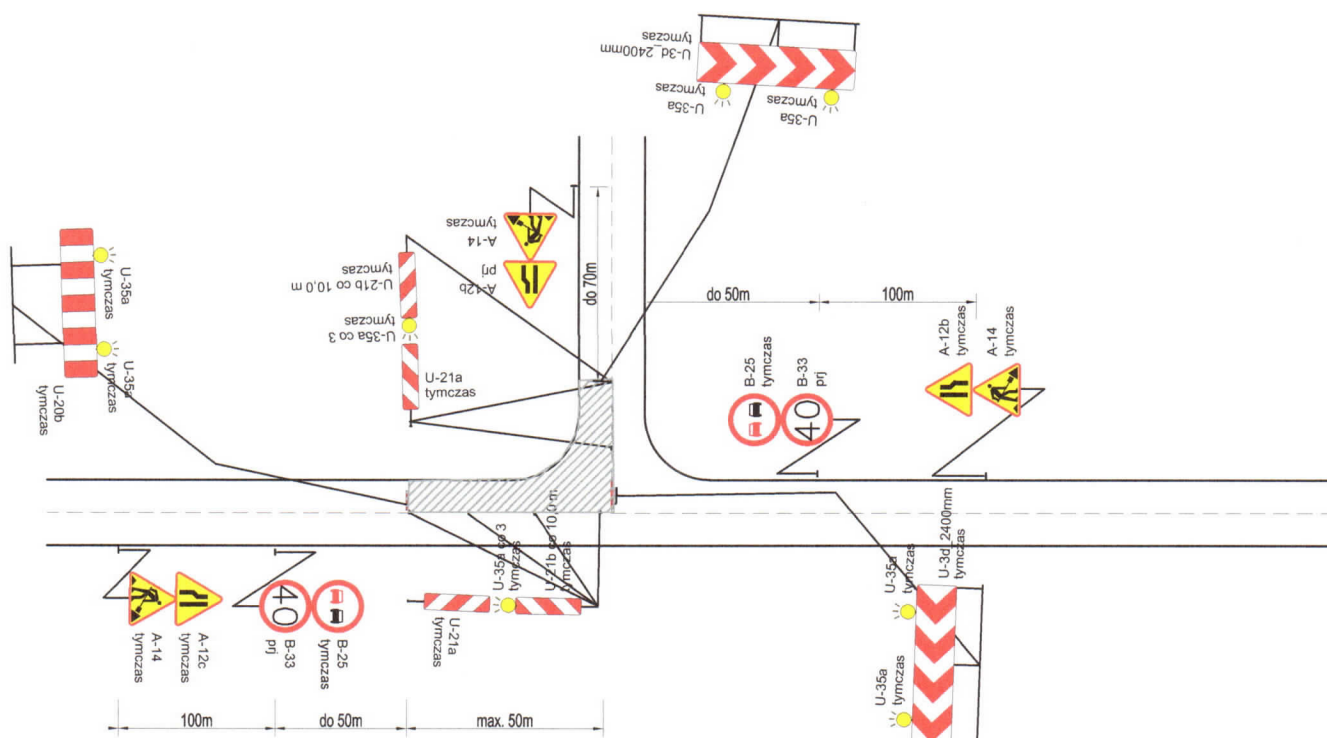 U-3d_2400mm
tymczas
U-35a
tymczas
U-35a
tymczas
A-14
tymczas
A-12b
prj
do 70m
U-21b co 10,0 m
tymczas
U-35a co 3
tymczas
U-21a
tymczas
U-35a
tymczas
U-35a
tymczas
U-20b
tymczas
do 50m
100m
B-25
tymczas
B-33
prj
40
A-12b
tymczas
A-14
tymczas
U-35a co 3
tymczas
U-21b co 10,0 m
tymczas
U-21a
tymczas
A-14
tymczas
A-12c
tymczas
40
B-33
prj
B-25
tymczas
U-35a
tymczas
U-3d_2400mm
tymczas
U-35a
tymczas
100m
do 50m
max. 50m